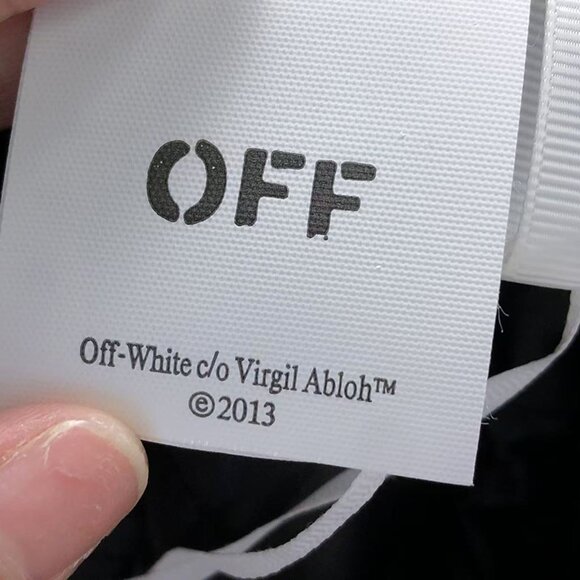 OFF
Off-White c/o Virgil Abloh™
©2013